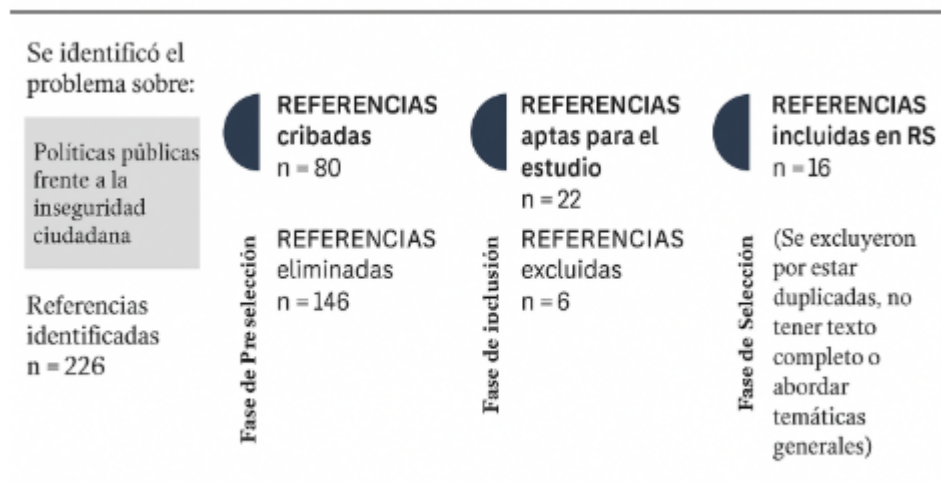 Se identificó el
problema sobre:
Políticas públicas
frente a la
inseguridad
ciudadana
Referencias
identificadas
n = 226
REFERENCIAS
cribadas
n = 80
REFERENCIAS
eliminadas
n = 146
Fase de Preselección
REFERENCIAS
aptas para el
estudio
n = 22
REFERENCIAS
excluidas
n = 6
Fase de inclusión
REFERENCIAS
incluidas en RS
n = 16
(Se excluyeron
por estar
duplicadas, no
tener texto
completo o
abordar
temáticas
generales)
Fase de Selección